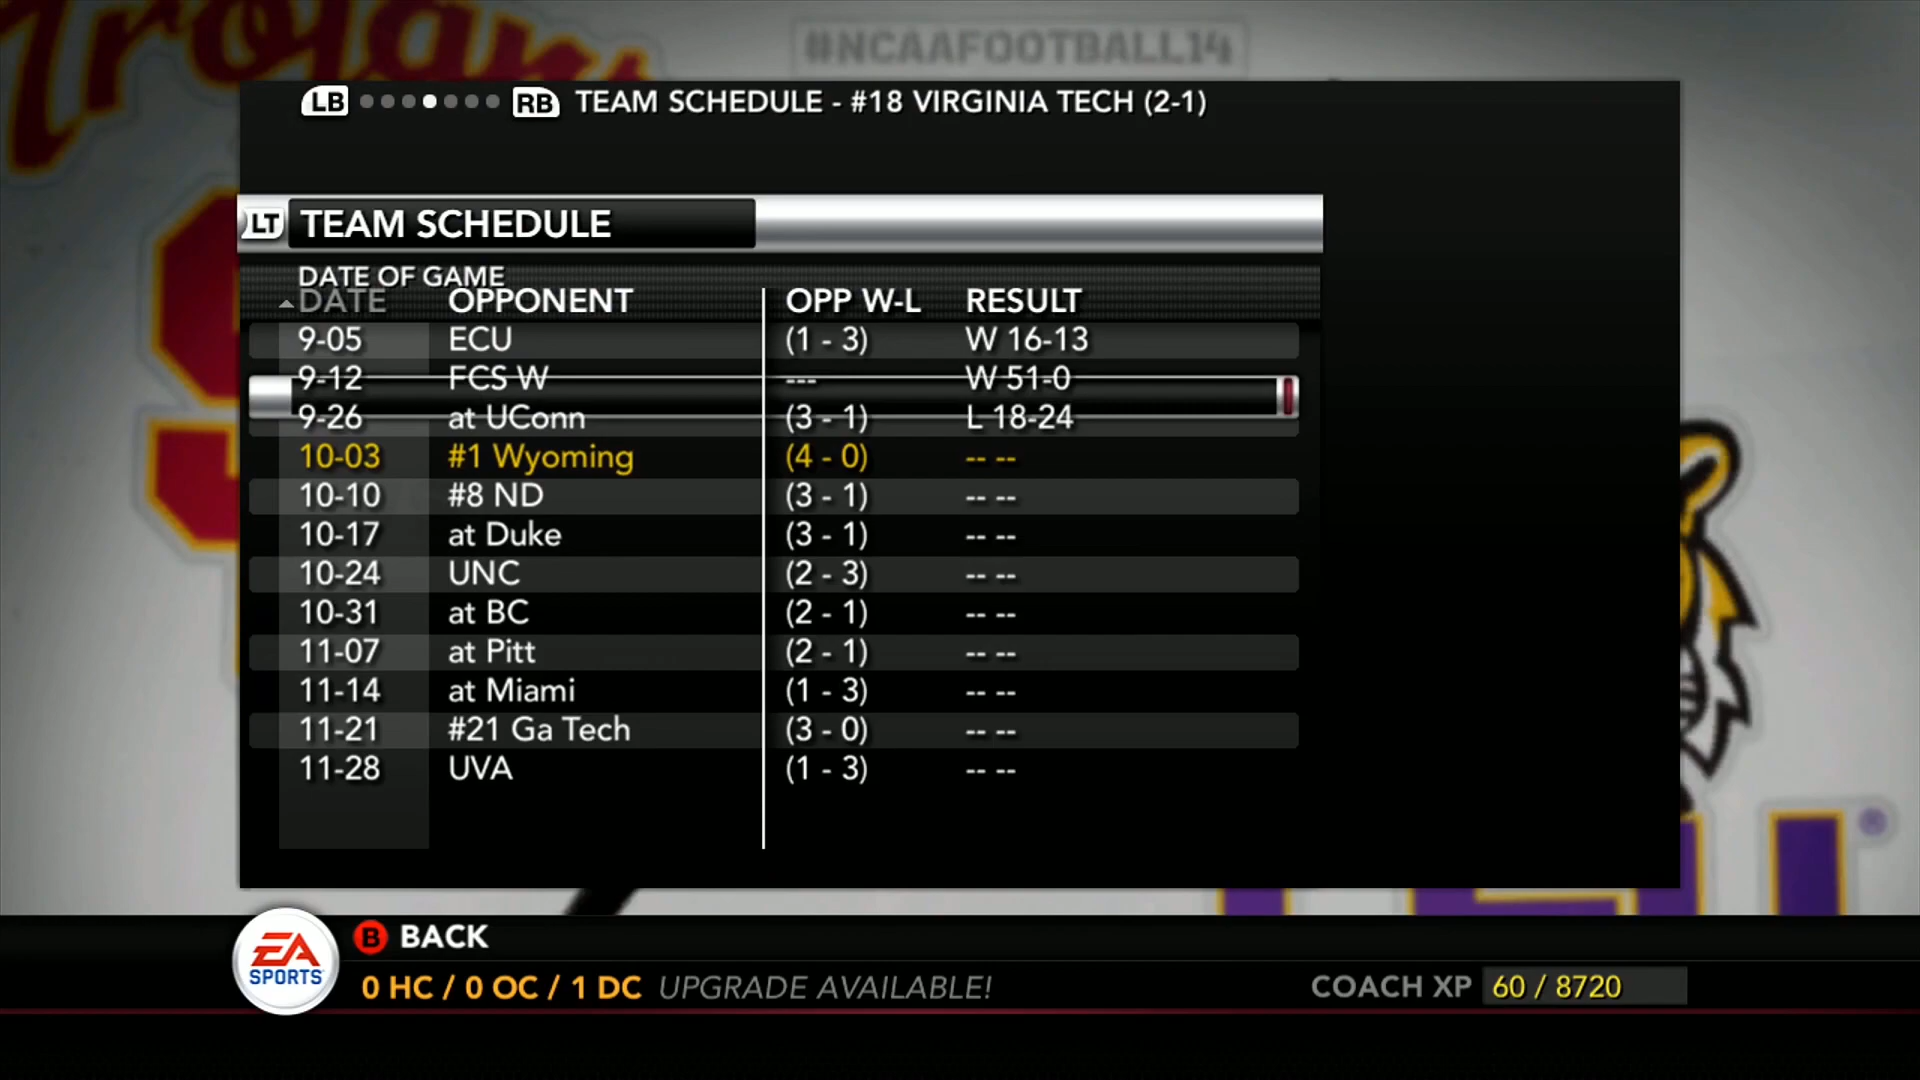 Trojans
#NCAAFOOTBALL14
LB RB TEAM SCHEDULE - #18 VIRGINIA TECH (2-1)
LT TEAM SCHEDULE
DATE OF GAME
DATE OPPONENT OPP W-L RESULT
9-05 ECU (1 - 3) W 16-13
9-12 FCS W --- W 51-0
9-26 at UConn (3 - 1) L 18-24
10-03 #1 Wyoming (4 - 0) -- --
10-10 #8 ND (3 - 1) -- --
10-17 at Duke (3 - 1) -- --
10-24 UNC (2 - 3) -- --
10-31 at BC (2 - 1) -- --
11-07 at Pitt (2 - 1) -- --
11-14 at Miami (1 - 3) -- --
11-21 #21 Ga Tech (3 - 0) -- --
11-28 UVA (1 - 3) -- --
EA SPORTS
B BACK
0 HC / 0 OC / 1 DC UPGRADE AVAILABLE!
COACH XP 60 / 8720